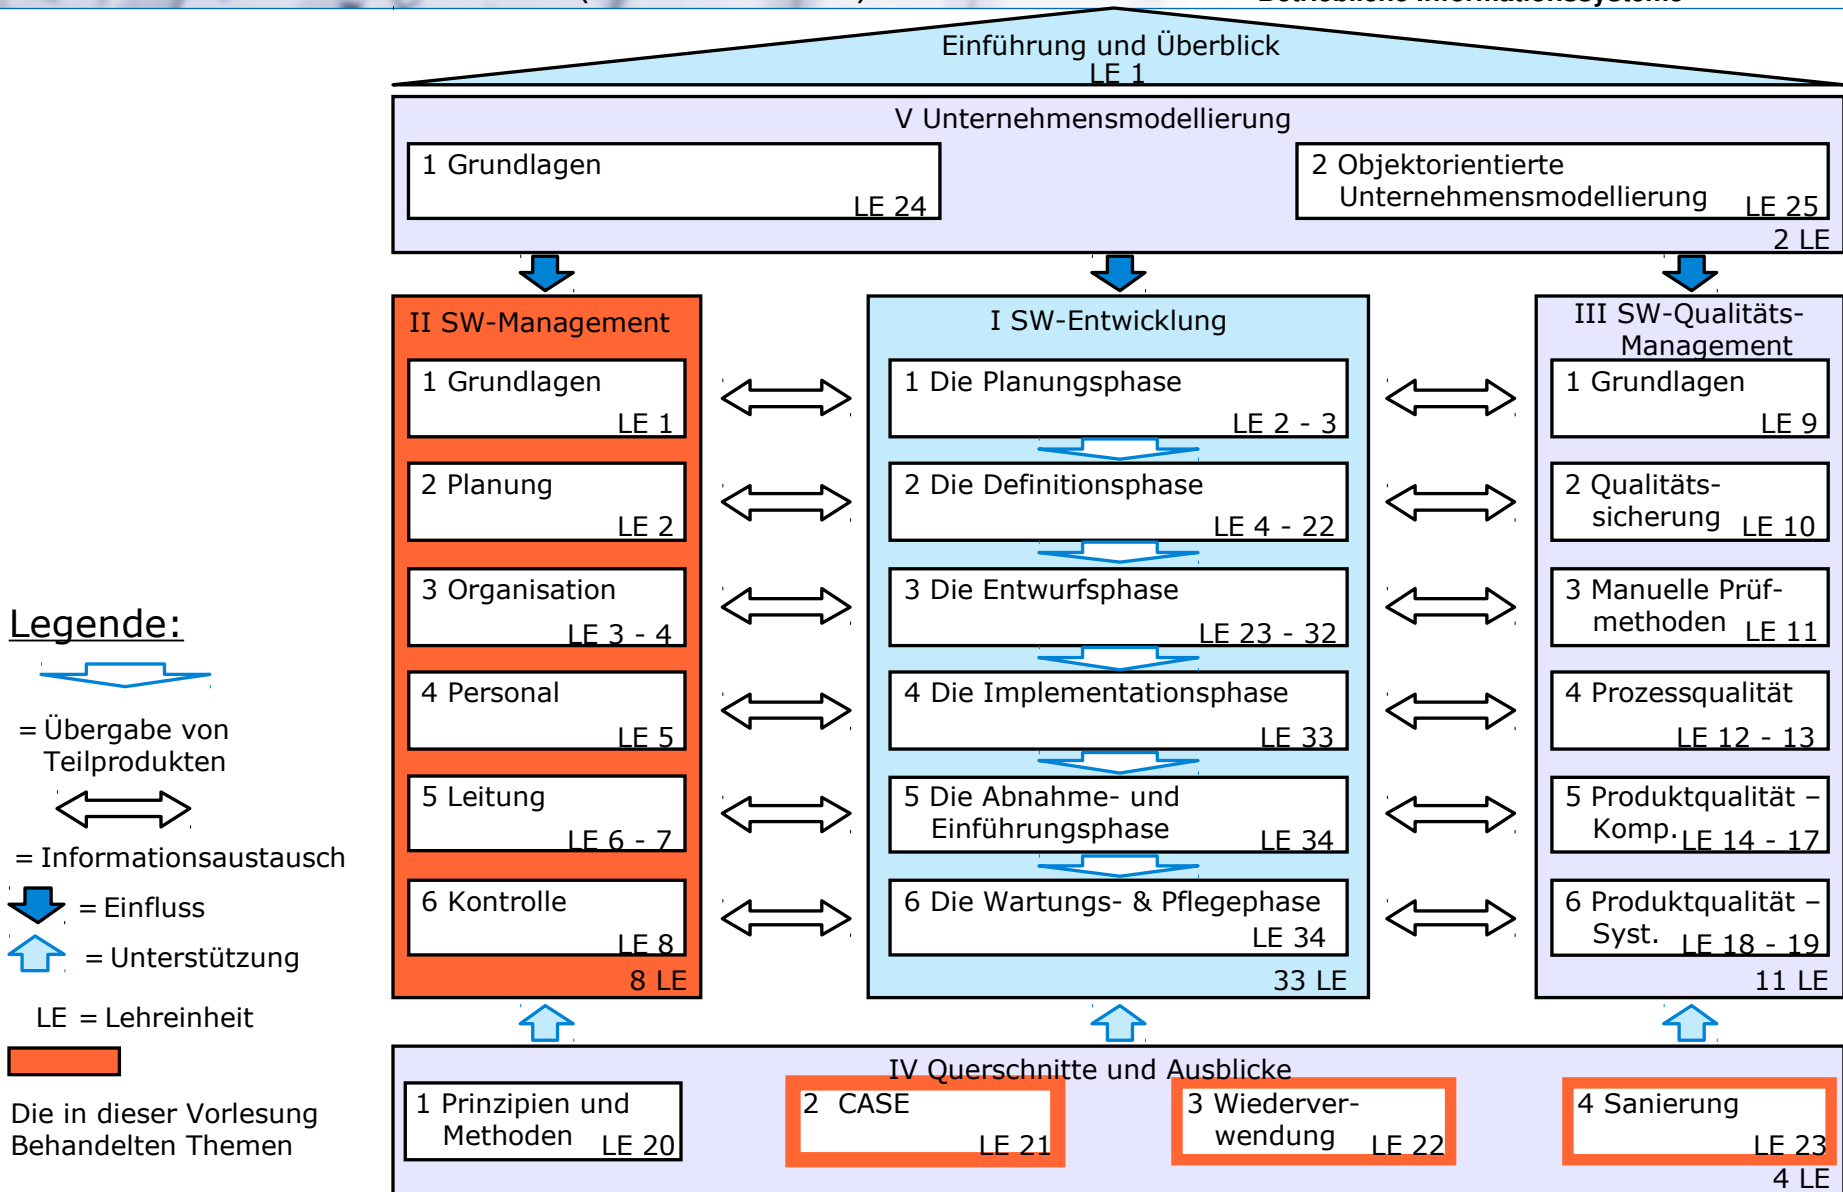 Betriebliche Informationssysteme
Einführung und Überblick
LE 1
V Unternehmensmodellierung
1 Grundlagen
LE 24
2 Objektorientierte
Unternehmensmodellierung
LE 25
2 LE
II SW-Management
1 Grundlagen
LE 1
2 Planung
LE 2
3 Organisation
LE 3 - 4
4 Personal
LE 5
5 Leitung
LE 6 - 7
6 Kontrolle
LE 8
8 LE
I SW-Entwicklung
1 Die Planungsphase
LE 2 - 3
2 Die Definitionsphase
LE 4 - 22
3 Die Entwurfsphase
LE 23 - 32
4 Die Implementationsphase
LE 33
5 Die Abnahme- und
Einführungsphase
LE 34
6 Die Wartungs- & Pflegephase
LE 34
33 LE
III SW-Qualitäts-
Management
1 Grundlagen
LE 9
2 Qualitäts-
sicherung LE 10
3 Manuelle Prüf-
methoden LE 11
4 Prozessqualität
LE 12 - 13
5 Produktqualität –
Komp. LE 14 - 17
6 Produktqualität –
Syst. LE 18 - 19
11 LE
IV Querschnitte und Ausblicke
1 Prinzipien und
Methoden LE 20
2 CASE
LE 21
3 Wiederver-
wendung LE 22
4 Sanierung
LE 23
4 LE
Legende:
= Übergabe von
Teilprodukten
= Informationsaustausch
= Einfluss
= Unterstützung
LE = Lehreinheit
Die in dieser Vorlesung
Behandelten Themen